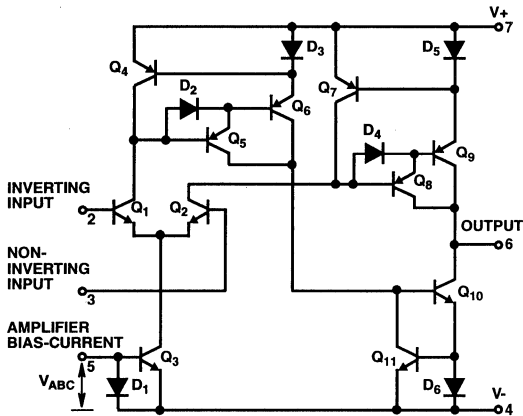 V+
7
D3
D5
Q4
Q7
D2
Q6
Q5
D4
Q9
Q8
INVERTING
INPUT
2
Q1
Q2
OUTPUT
6
NON-
INVERTING
INPUT
3
Q10
AMPLIFIER
BIAS-CURRENT
5
Q3
Q11
VABC
D1
D6
V-
4